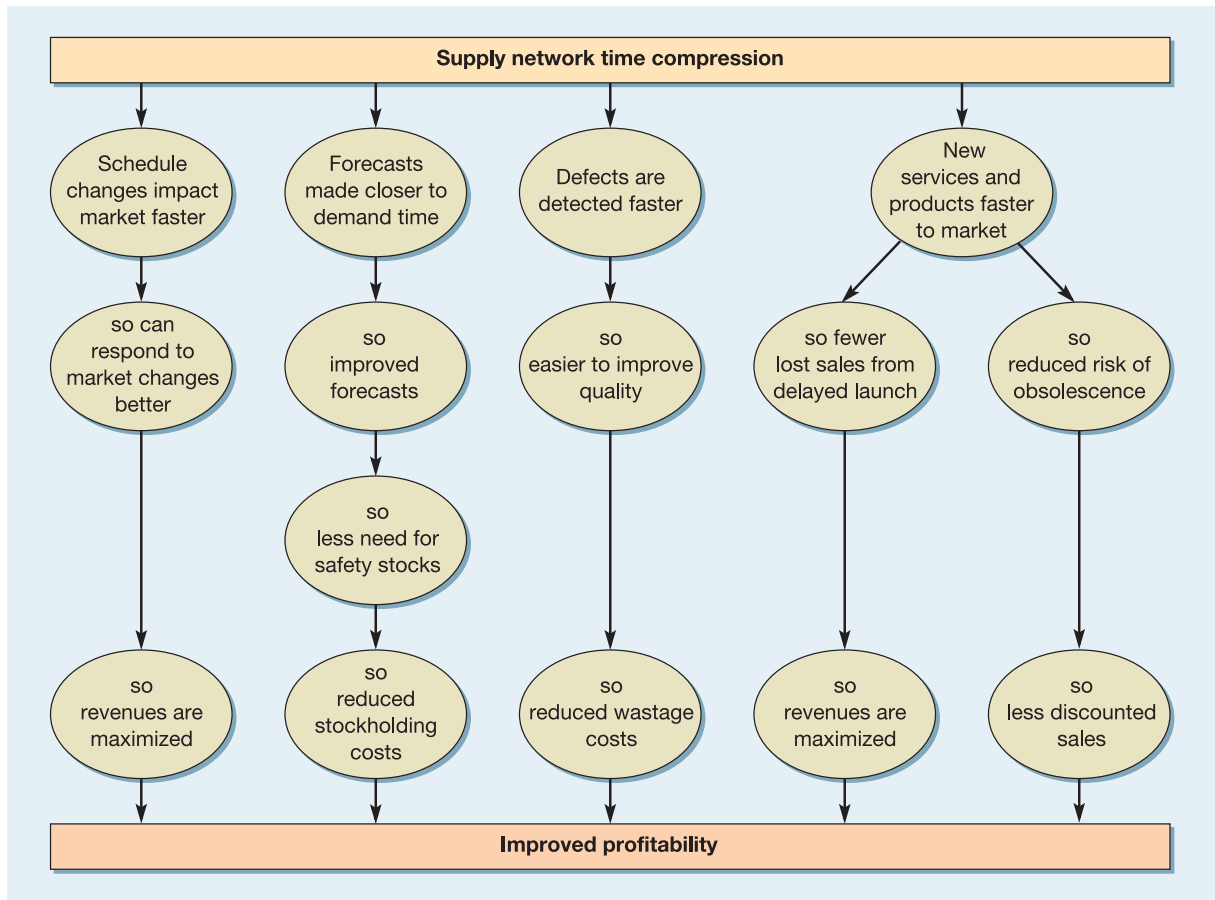 Supply network time compression
Schedule
changes impact
market faster
Forecasts
made closer to
demand time
Defects are
detected faster
New
services and
products faster
to market
so can
respond to
market changes
better
so
improved
forecasts
so
easier to improve
quality
so fewer
lost sales from
delayed launch
so
reduced risk of
obsolescence
so
less need for
safety stocks
so
revenues are
maximized
so
reduced
stockholding
costs
so
reduced wastage
costs
so
revenues are
maximized
so
less discounted
sales
Improved profitability